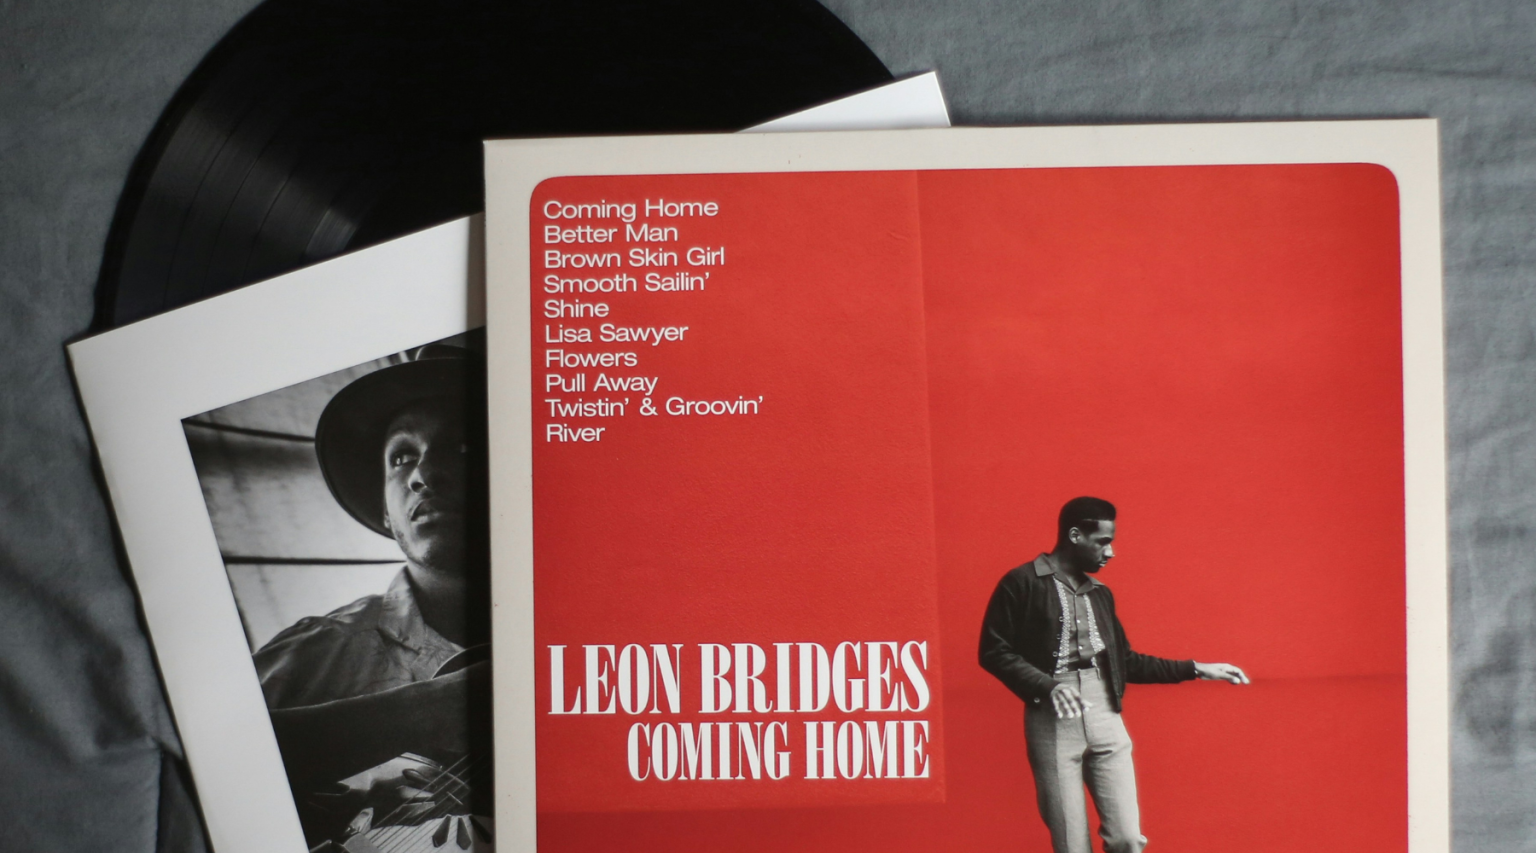 Coming Home
Better Man
Brown Skin Girl
Smooth Sailin’
Shine
Lisa Sawyer
Flowers
Pull Away
Twistin’ & Groovin’
River
LEON BRIDGES
COMING HOME